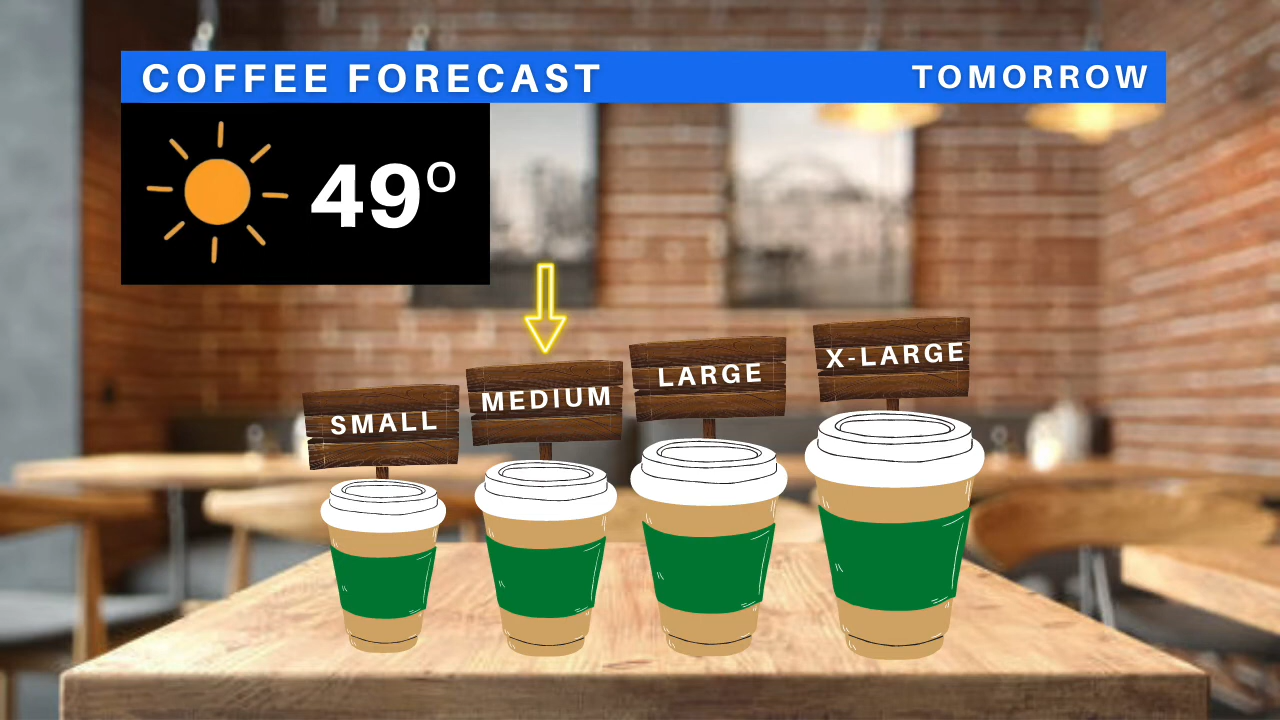 COFFEE FORECAST
TOMORROW
49°
SMALL
MEDIUM
LARGE
X-LARGE